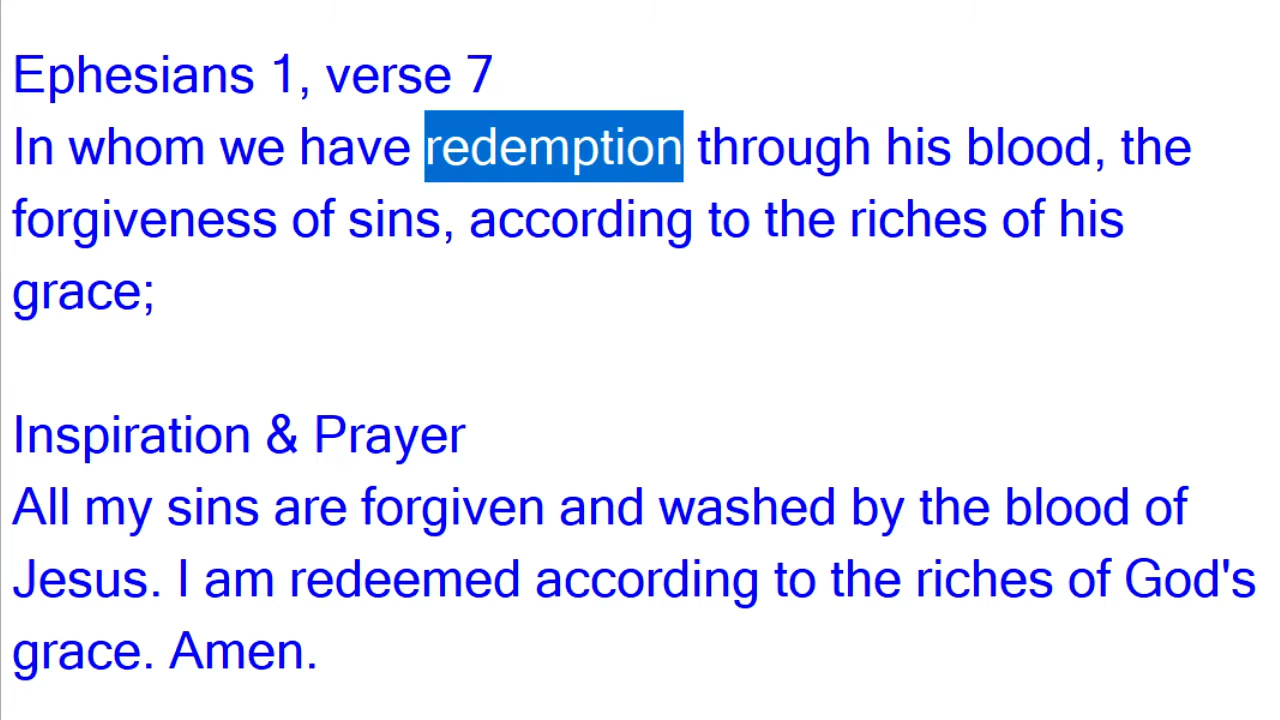 Ephesians 1, verse 7
In whom we have redemption through his blood, the
forgiveness of sins, according to the riches of his
grace;
Inspiration & Prayer
All my sins are forgiven and washed by the blood of
Jesus. I am redeemed according to the riches of God's
grace. Amen.